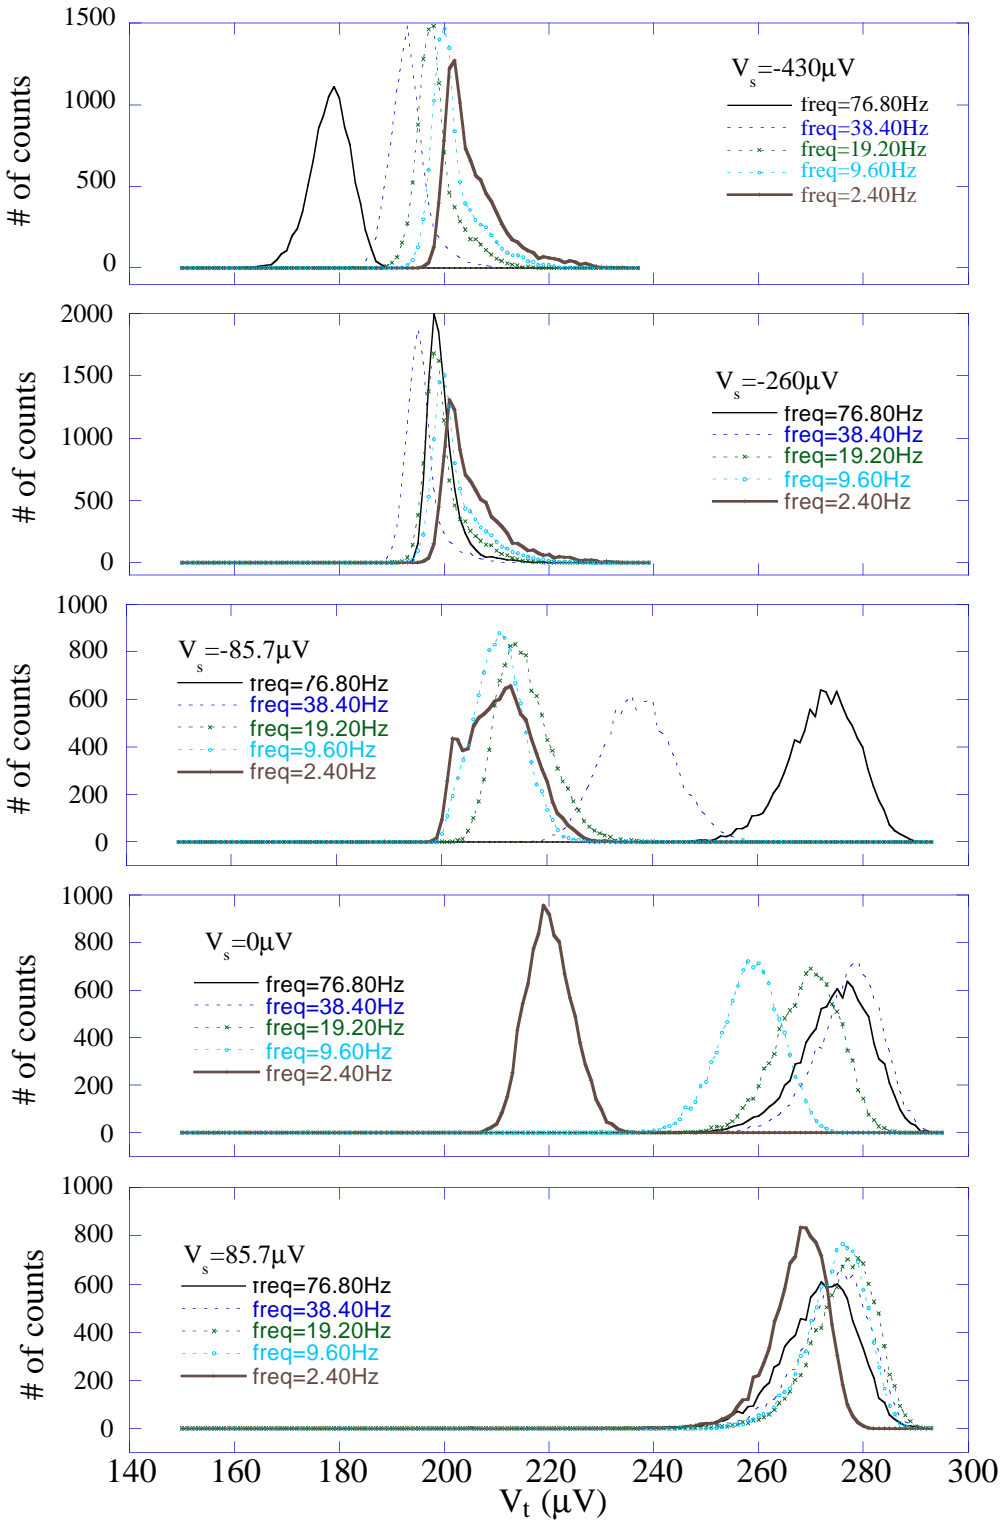 1500
1000
500
0
# of counts
Vs=-430μV
freq=76.80Hz
freq=38.40Hz
freq=19.20Hz
freq=9.60Hz
freq=2.40Hz
2000
1500
1000
500
0
# of counts
Vs=-260μV
freq=76.80Hz
freq=38.40Hz
freq=19.20Hz
freq=9.60Hz
freq=2.40Hz
1000
800
600
400
200
0
# of counts
Vs=-85.7μV
freq=76.80Hz
freq=38.40Hz
freq=19.20Hz
freq=9.60Hz
freq=2.40Hz
1000
800
600
400
200
0
# of counts
Vs=0μV
freq=76.80Hz
freq=38.40Hz
freq=19.20Hz
freq=9.60Hz
freq=2.40Hz
1000
800
600
400
200
0
# of counts
Vs=85.7μV
freq=76.80Hz
freq=38.40Hz
freq=19.20Hz
freq=9.60Hz
freq=2.40Hz
140 160 180 200 220 240 260 280 300
Vt (μV)